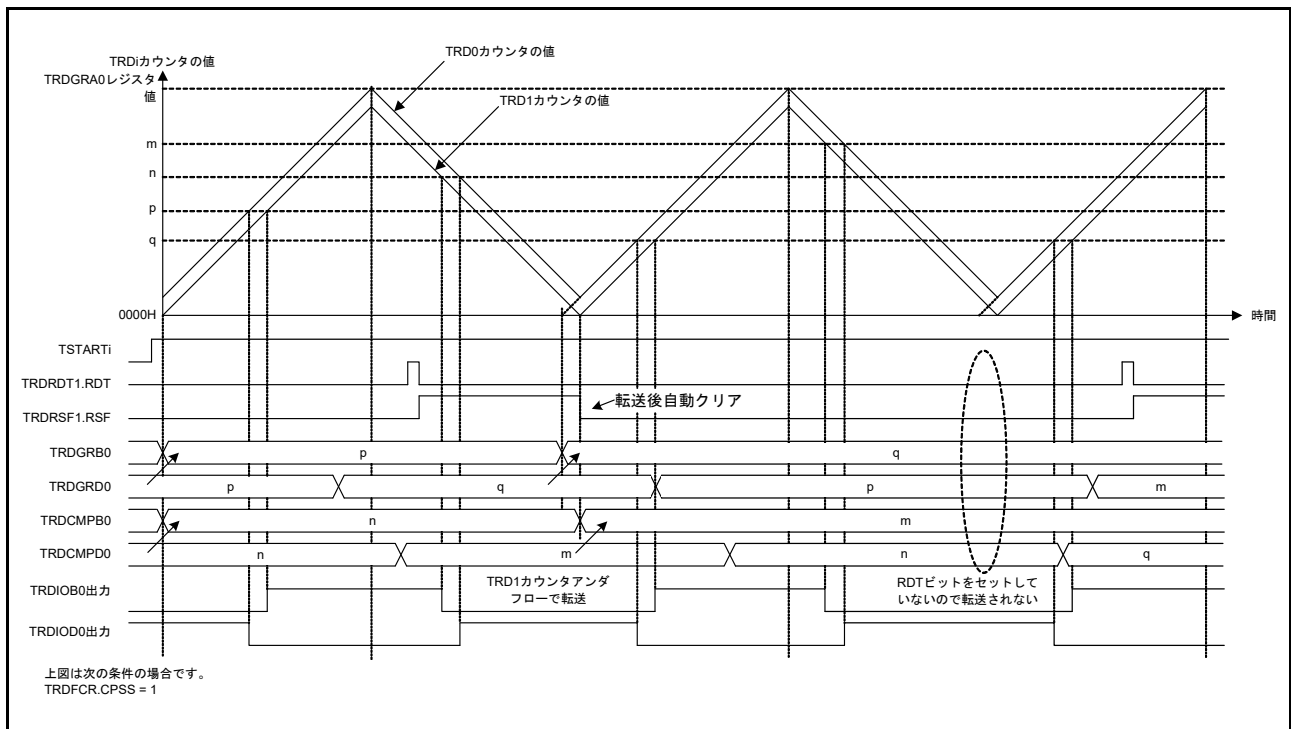 TRDiカウンタの値
TRDGRA0レジスタ
値
TRD0カウンタの値
TRD1カウンタの値
m
n
p
q
0000H
時間
TSTARTi
TRDRDT1.RDT
TRDRSF1.RSF
転送後自動クリア
TRDGRB0
p
q
TRDGRD0
p
q
p
m
TRDCMPB0
n
m
TRDCMPD0
n
m
n
q
TRDIOB0出力
TRD1カウンタアンダ
フローで転送
RDTビットをセットして
いないので転送されない
TRDIOD0出力
上図は次の条件の場合です。
TRDFCR.CPSS = 1